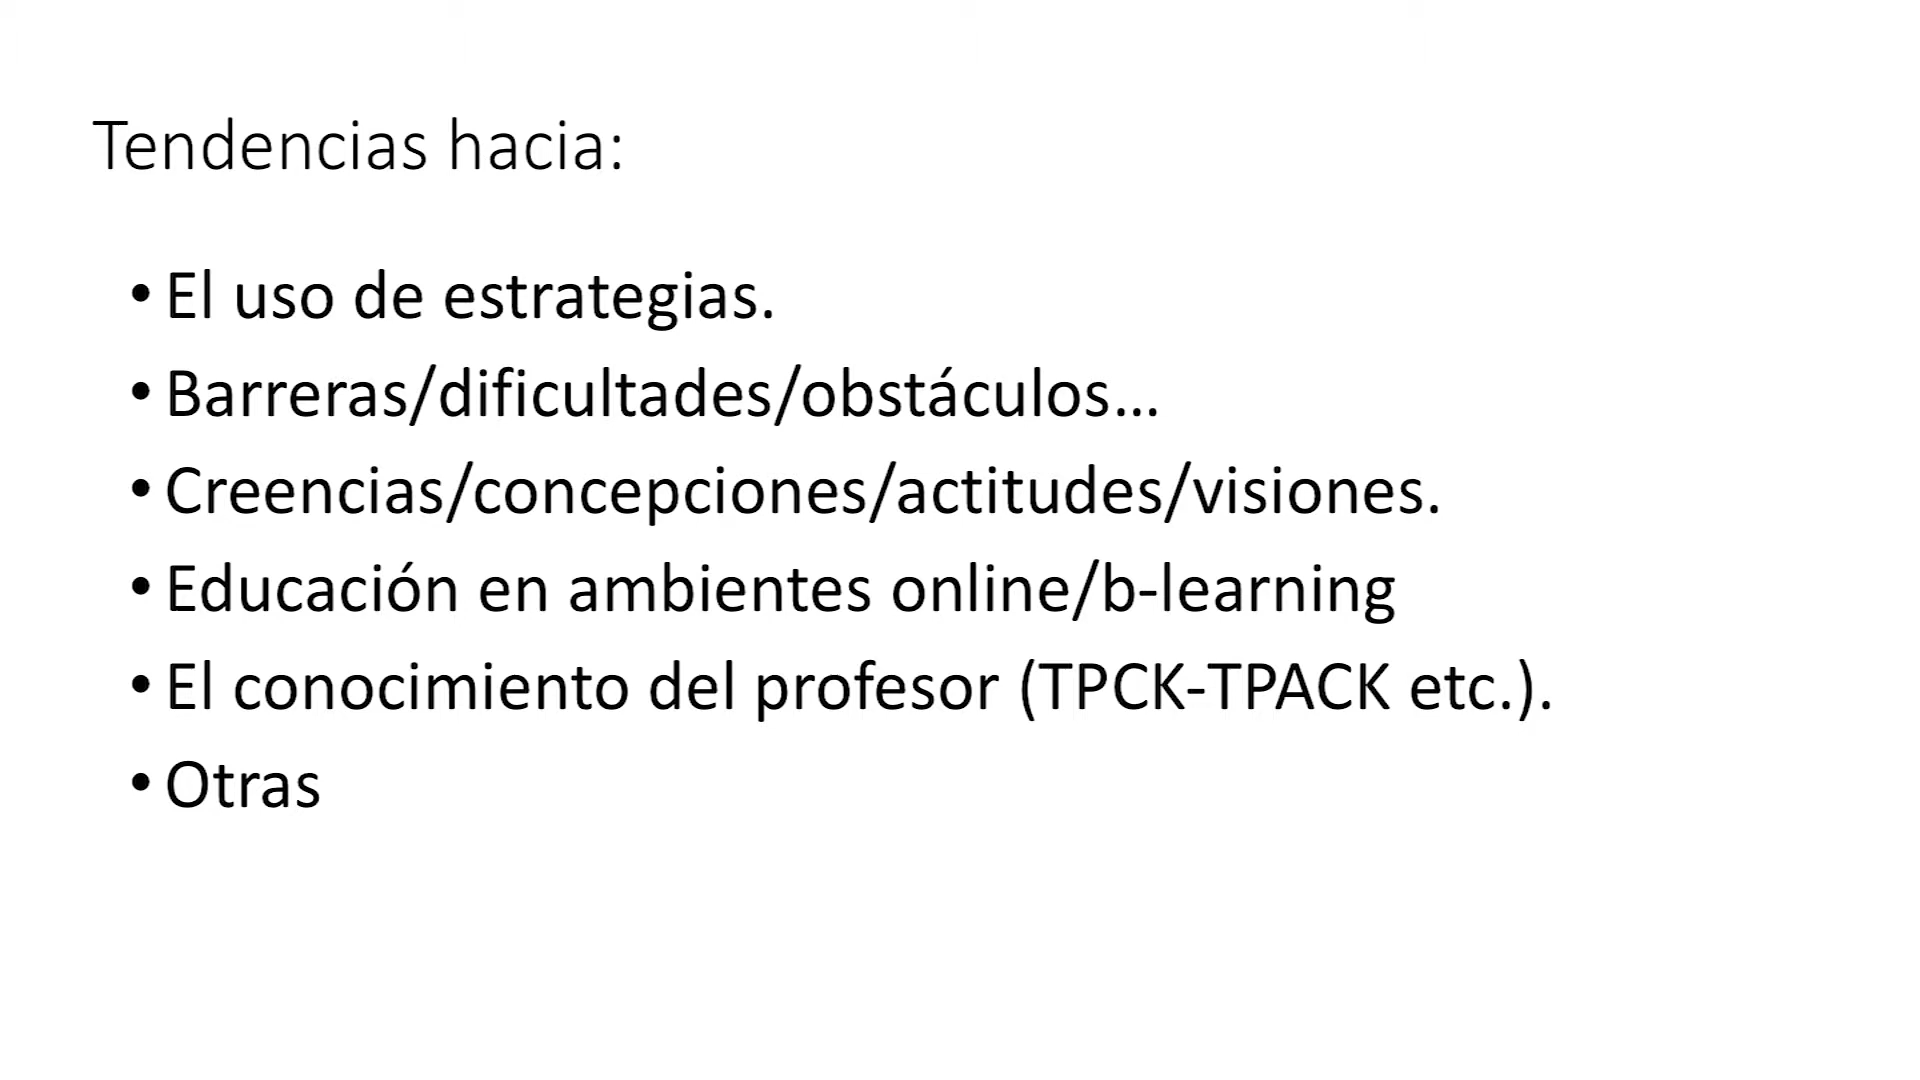 Tendencias hacia:
• El uso de estrategias.
• Barreras/dificultades/obstáculos...
• Creencias/concepciones/actitudes/visiones.
• Educación en ambientes online/b-learning
• El conocimiento del profesor (TPCK-TPACK etc.).
• Otras